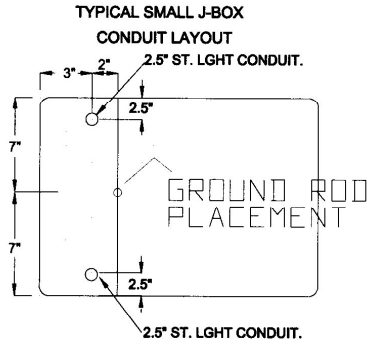 TYPICAL SMALL J-BOX
CONDUIT LAYOUT
2.5" ST. LGHT CONDUIT.
3"
2"
2.5"
7"
GROUND ROD
PLACEMENT
7"
2.5"
2.5" ST. LGHT CONDUIT.